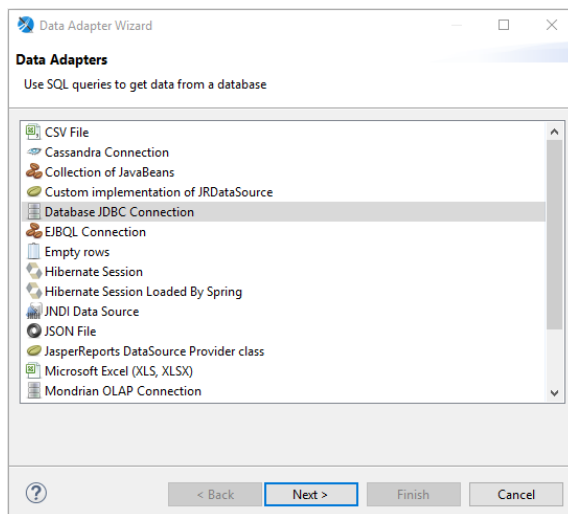 Data Adapter Wizard
Data Adapters
Use SQL queries to get data from a database
CSV File
Cassandra Connection
Collection of JavaBeans
Custom implementation of JRDataSource
Database JDBC Connection
EJBQL Connection
Empty rows
Hibernate Session
Hibernate Session Loaded By Spring
JNDI Data Source
JSON File
JasperReports DataSource Provider class
Microsoft Excel (XLS, XLSX)
Mondrian OLAP Connection
? < Back Next > Finish Cancel